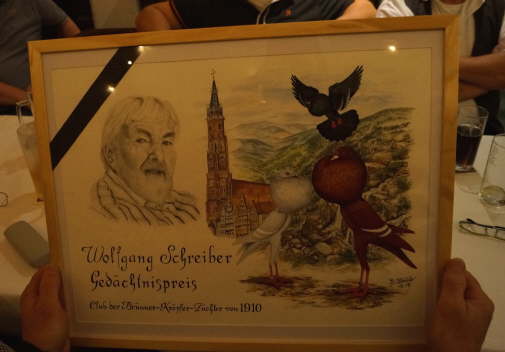 Wolfgang Schreiber
Gedächtnispreis
Club der Brünner-Kröpfer-Züchter von 1910